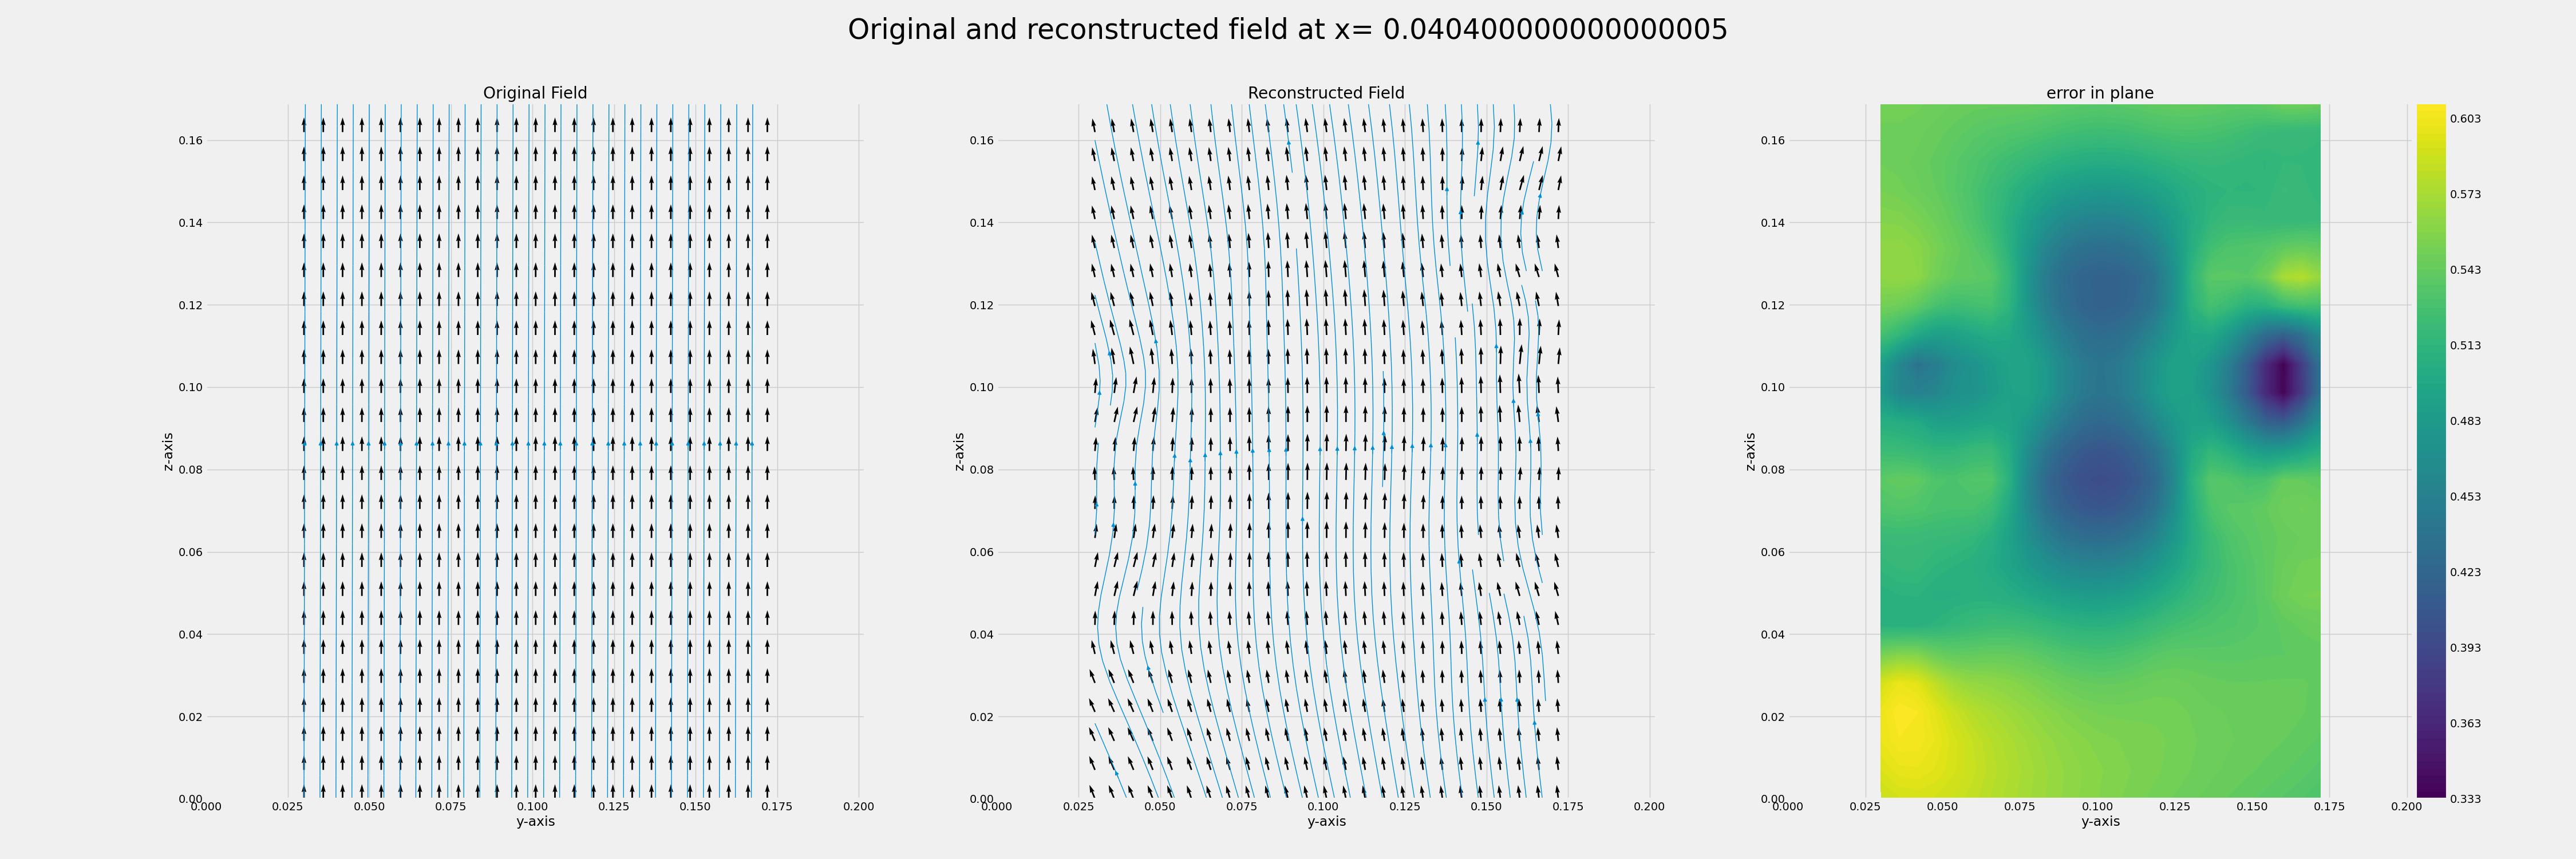 Original and reconstructed field at x= 0.040400000000000005
Original Field
z-axis
0.16
0.14
0.12
0.10
0.08
0.06
0.04
0.02
0.00
0.000 0.025 0.050 0.075 0.100 0.125 0.150 0.175 0.200
y-axis
Reconstructed Field
z-axis
0.16
0.14
0.12
0.10
0.08
0.06
0.04
0.02
0.00
0.000 0.025 0.050 0.075 0.100 0.125 0.150 0.175 0.200
y-axis
error in plane
z-axis
0.16
0.14
0.12
0.10
0.08
0.06
0.04
0.02
0.00
0.000 0.025 0.050 0.075 0.100 0.125 0.150 0.175 0.200
y-axis
0.603
0.573
0.543
0.513
0.483
0.453
0.423
0.393
0.363
0.333